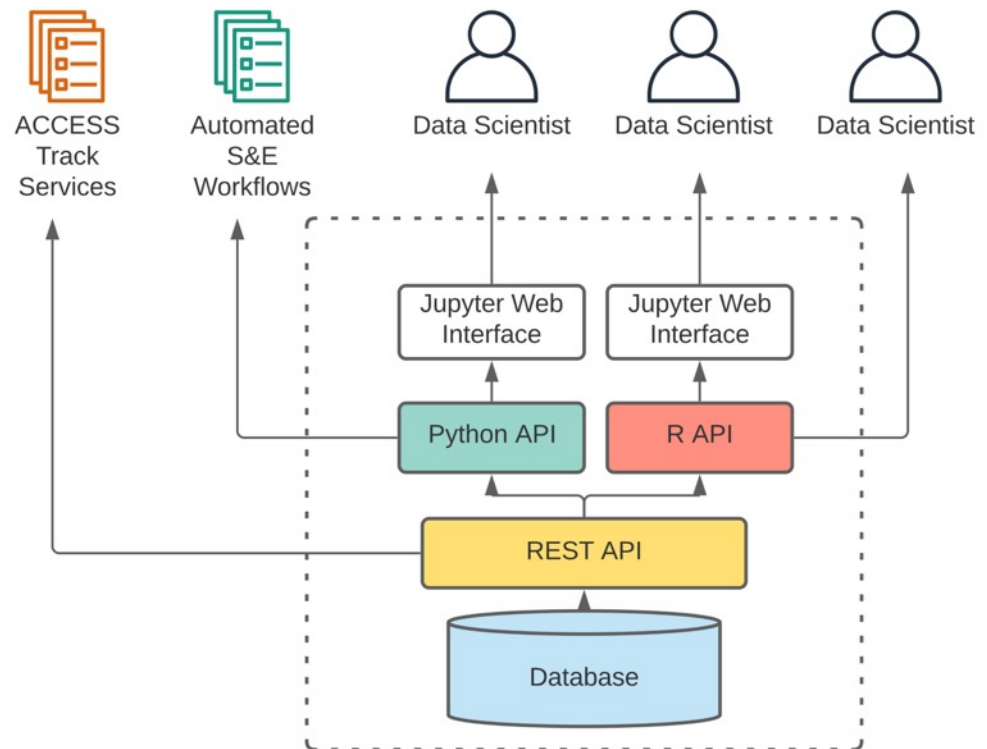 ACCESS
Track
Services
Automated
S&E
Workflows
Data Scientist
Data Scientist
Data Scientist
Jupyter Web
Interface
Jupyter Web
Interface
Python API
R API
REST API
Database